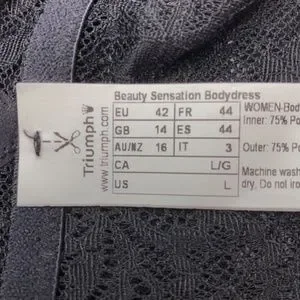 Triumph
www.triumph.com
Beauty Sensation Bodydress
EU 42 FR 44
GB 14 ES 44
AU/NZ 16 IT 3
CA L/G
US L
WOMEN-Bod
Inner: 75% Po
Outer: 75% Po
Machine wash
dry. Do not iro